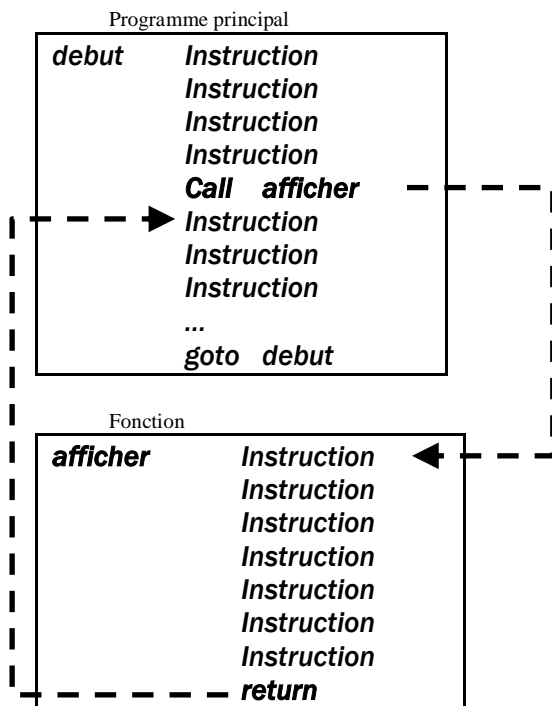 Programme principal
debut Instruction
Instruction
Instruction
Instruction
Call afficher
Instruction
Instruction
Instruction
...
goto debut
Fonction
afficher Instruction
Instruction
Instruction
Instruction
Instruction
Instruction
Instruction
return